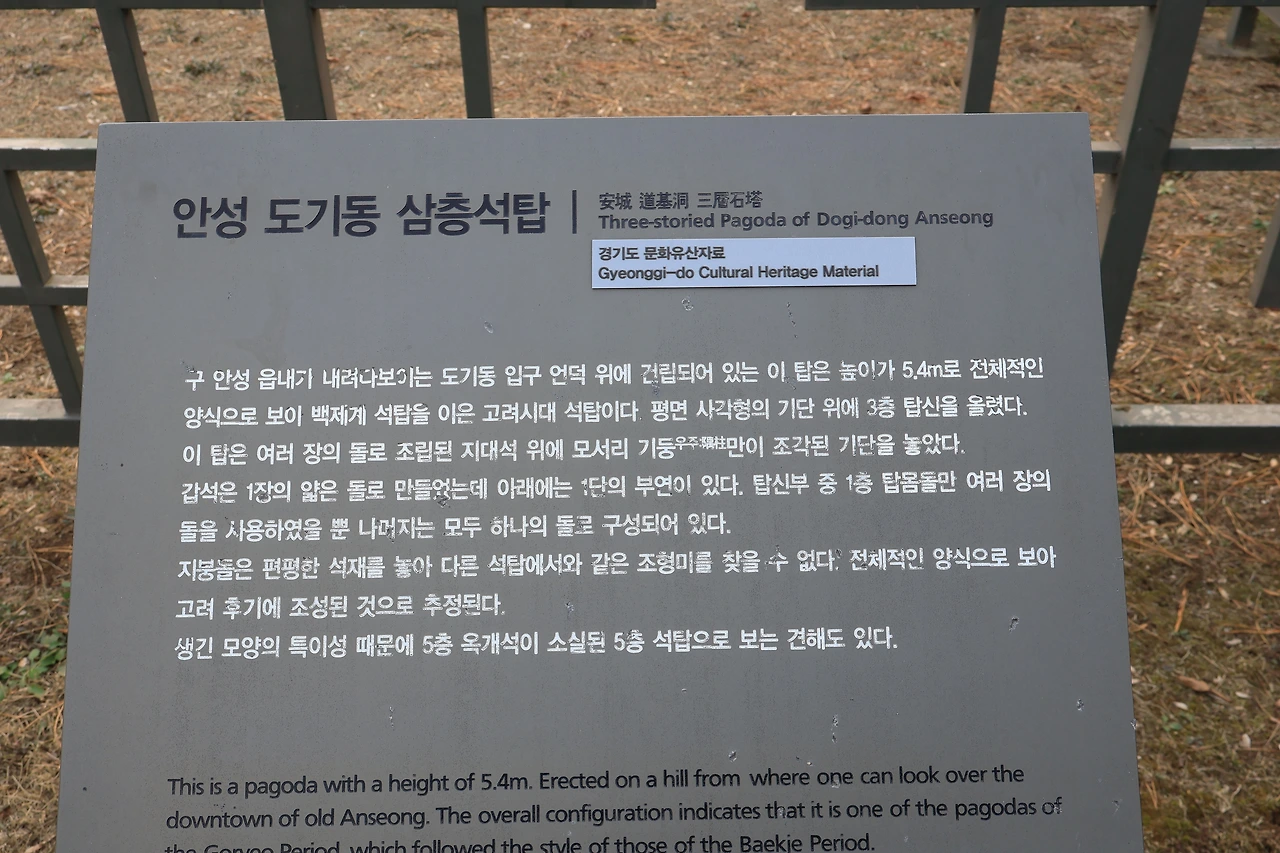 안성 도기동 삼층석탑
安城 道基洞 三層石塔
Three-storied Pagoda of Dogi-dong Anseong
경기도 문화유산자료
Gyeonggi-do Cultural Heritage Material
구 안성 읍내가 내려다보이는 도기동 입구 언덕 위에 건립되어 있는 이 탑은 높이가 5.4m로 전체적인
양식으로 보아 백제계 석탑을 이은 고려시대 석탑이다. 평면 사각형의 기단 위에 3층 탑신을 올렸다.
이 탑은 여러 장의 돌로 조립된 지대석 위에 모서리 기둥우주:隅柱만이 조각된 기단을 놓았다.
갑석은 1장의 얇은 돌로 만들었는데 아래에는 1단의 부연이 있다. 탑신부 중 1층 탑몸돌만 여러 장의
돌을 사용하였을 뿐 나머지는 모두 하나의 돌로 구성되어 있다.
지붕돌은 편평한 석재를 놓아 다른 석탑에서와 같은 조형미를 찾을 수 없다. 전체적인 양식으로 보아
고려 후기에 조성된 것으로 추정된다.
생긴 모양의 특이성 때문에 5층 옥개석이 소실된 5층 석탑으로 보는 견해도 있다.
This is a pagoda with a height of 5.4m. Erected on a hill from where one can look over the
downtown of old Anseong. The overall configuration indicates that it is one of the pagodas of
the Goryeo Period, which followed the style of those of the Baekje Period.